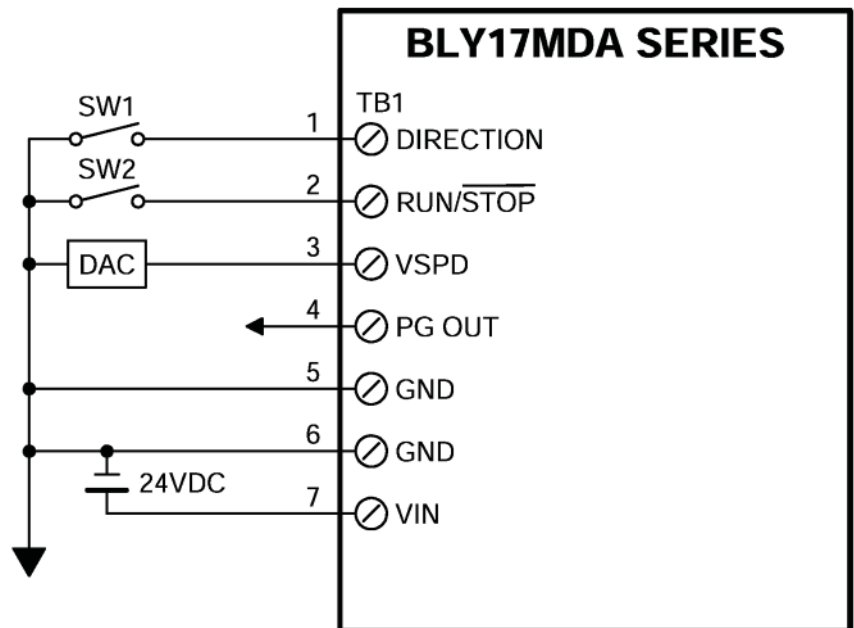 BLY17MDA SERIES
TB1
SW1
1
DIRECTION
SW2
2
RUN/STOP
DAC
3
VSPD
4
PG OUT
5
GND
6
GND
24VDC
7
VIN